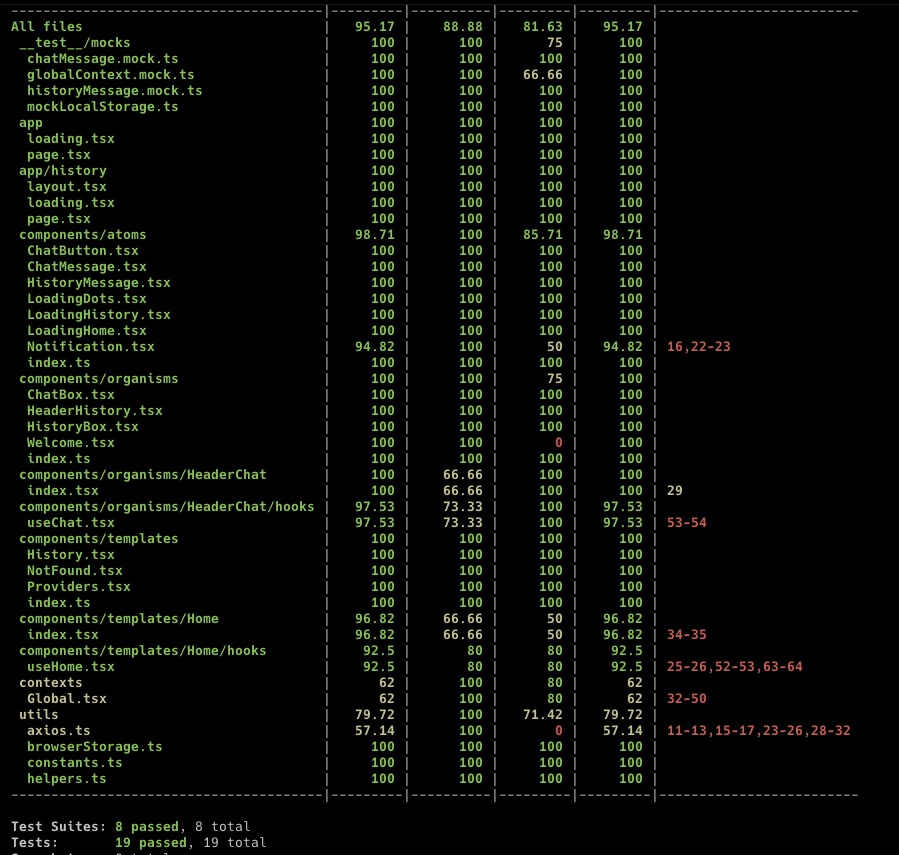 --------------------------------------|---------|----------|---------|---------|-------------------------
All files | 95.17 | 88.88 | 81.63 | 95.17 |
__test__/mocks | 100 | 100 | 75 | 100 |
chatMessage.mock.ts | 100 | 100 | 100 | 100 |
globalContext.mock.ts | 100 | 100 | 66.66 | 100 |
historyMessage.mock.ts | 100 | 100 | 100 | 100 |
mockLocalStorage.ts | 100 | 100 | 100 | 100 |
app | 100 | 100 | 100 | 100 |
loading.tsx | 100 | 100 | 100 | 100 |
page.tsx | 100 | 100 | 100 | 100 |
app/history | 100 | 100 | 100 | 100 |
layout.tsx | 100 | 100 | 100 | 100 |
loading.tsx | 100 | 100 | 100 | 100 |
page.tsx | 100 | 100 | 100 | 100 |
components/atoms | 98.71 | 100 | 85.71 | 98.71 |
ChatButton.tsx | 100 | 100 | 100 | 100 |
ChatMessage.tsx | 100 | 100 | 100 | 100 |
HistoryMessage.tsx | 100 | 100 | 100 | 100 |
LoadingDots.tsx | 100 | 100 | 100 | 100 |
LoadingHistory.tsx | 100 | 100 | 100 | 100 |
LoadingHome.tsx | 100 | 100 | 100 | 100 |
Notification.tsx | 94.82 | 100 | 50 | 94.82 | 16,22-23
index.ts | 100 | 100 | 100 | 100 |
components/organisms | 100 | 100 | 75 | 100 |
ChatBox.tsx | 100 | 100 | 100 | 100 |
HeaderHistory.tsx | 100 | 100 | 100 | 100 |
HistoryBox.tsx | 100 | 100 | 100 | 100 |
Welcome.tsx | 100 | 100 | 0 | 100 |
index.ts | 100 | 100 | 100 | 100 |
components/organisms/HeaderChat | 100 | 66.66 | 100 | 100 |
index.tsx | 100 | 66.66 | 100 | 100 | 29
components/organisms/HeaderChat/hooks | 97.53 | 73.33 | 100 | 97.53 |
useChat.tsx | 97.53 | 73.33 | 100 | 97.53 | 53-54
components/templates | 100 | 100 | 100 | 100 |
History.tsx | 100 | 100 | 100 | 100 |
NotFound.tsx | 100 | 100 | 100 | 100 |
Providers.tsx | 100 | 100 | 100 | 100 |
index.ts | 100 | 100 | 100 | 100 |
components/templates/Home | 96.82 | 66.66 | 50 | 96.82 |
index.tsx | 96.82 | 66.66 | 50 | 96.82 | 34-35
components/templates/Home/hooks | 92.5 | 80 | 80 | 92.5 |
useHome.tsx | 92.5 | 80 | 80 | 92.5 | 25-26,52-53,63-64
contexts | 62 | 100 | 80 | 62 |
Global.tsx | 62 | 100 | 80 | 62 | 32-50
utils | 79.72 | 100 | 71.42 | 79.72 |
axios.ts | 57.14 | 100 | 0 | 57.14 | 11-13,15-17,23-26,28-32
browserStorage.ts | 100 | 100 | 100 | 100 |
constants.ts | 100 | 100 | 100 | 100 |
helpers.ts | 100 | 100 | 100 | 100 |
--------------------------------------|---------|----------|---------|---------|-------------------------
Test Suites: 8 passed, 8 total
Tests: 19 passed, 19 total